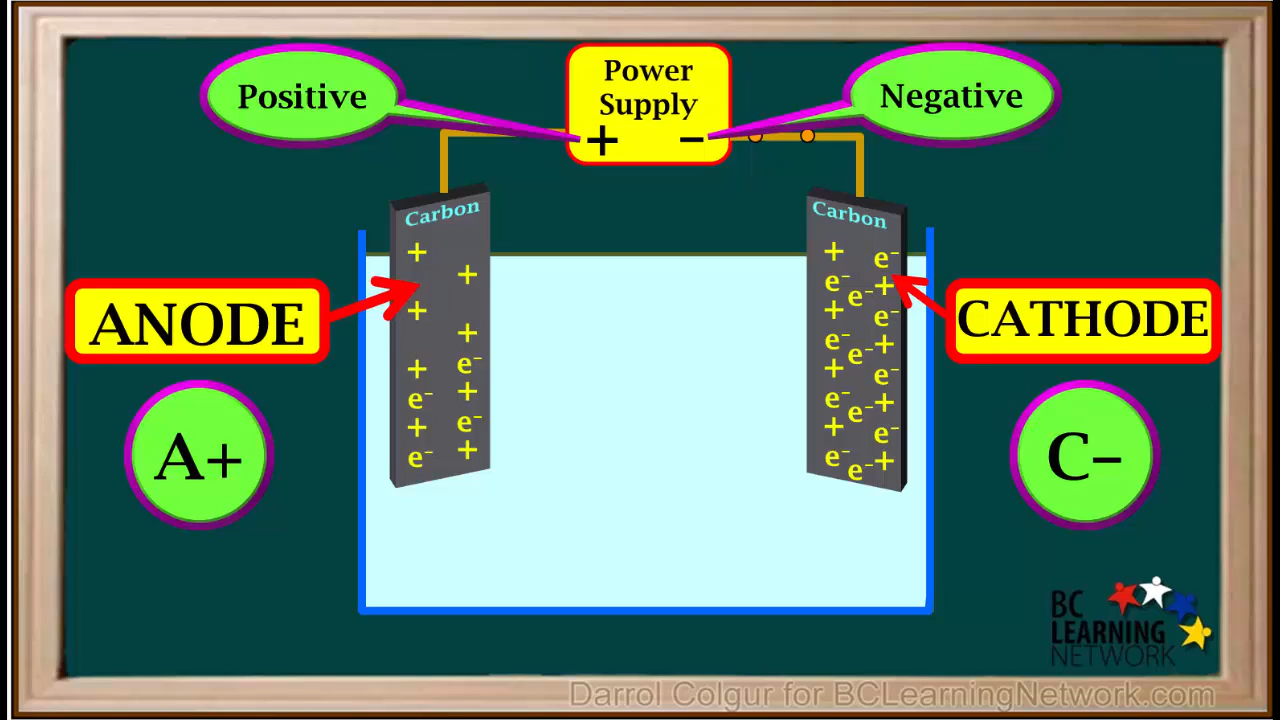 Positive
Power
Supply
+ −
Negative
Carbon
+
+
+
+
+
e⁻
e⁻
+
+
e⁻
e⁻
+
Carbon
+
e⁻
e⁻
+
e⁻
+
e⁻
e⁻
+
e⁻
+
e⁻
e⁻
+
e⁻
+
e⁻
e⁻
+
e⁻
+
ANODE
CATHODE
A+
C−
BC
LEARNING
NETWORK
Darrol Colgur for BCLearningNetwork.com